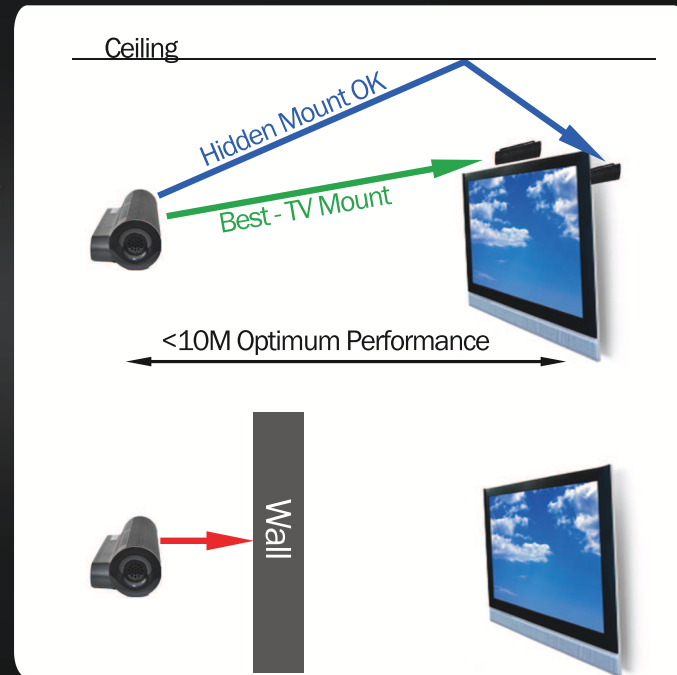 Ceiling
Hidden Mount OK
Best - TV Mount
<10M Optimum Performance
Wall